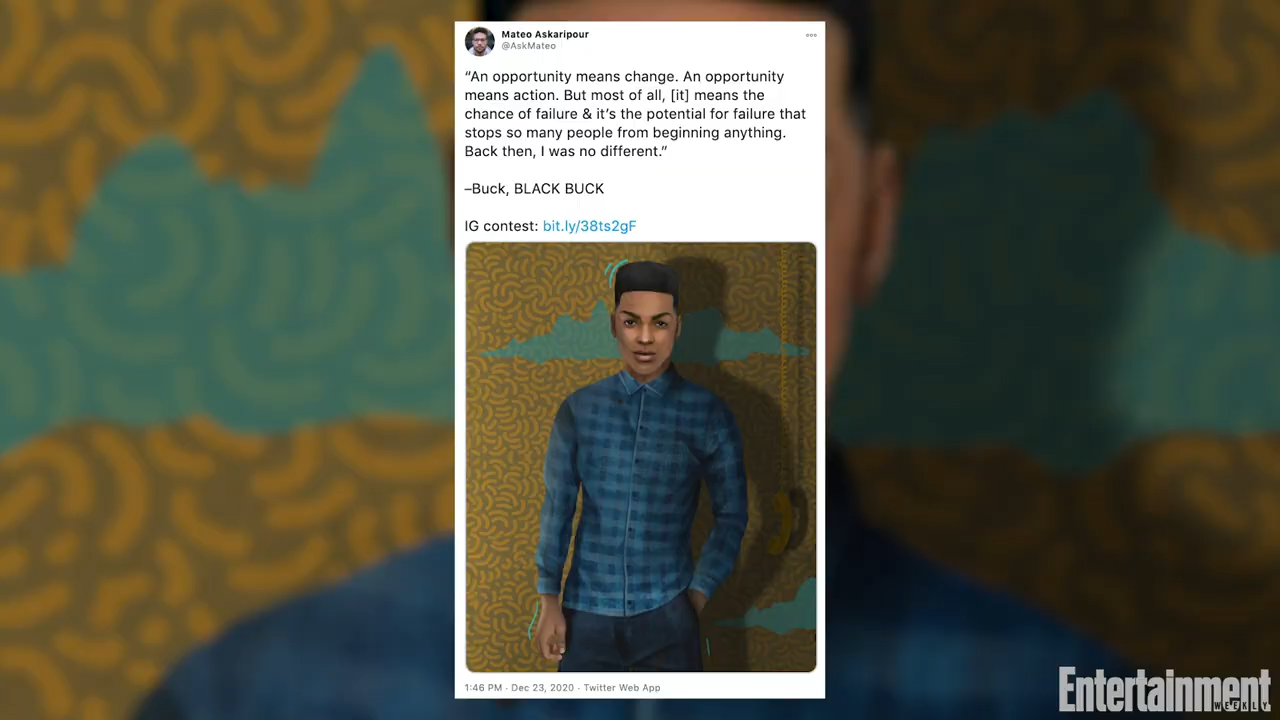 Mateo Askaripour
@AskMateo
“An opportunity means change. An opportunity
means action. But most of all, [it] means the
chance of failure & it’s the potential for failure that
stops so many people from beginning anything.
Back then, I was no different.”
–Buck, BLACK BUCK
IG contest: bit.ly/38ts2gF
1:46 PM · Dec 23, 2020 · Twitter Web App
Entertainment
WEEKLY